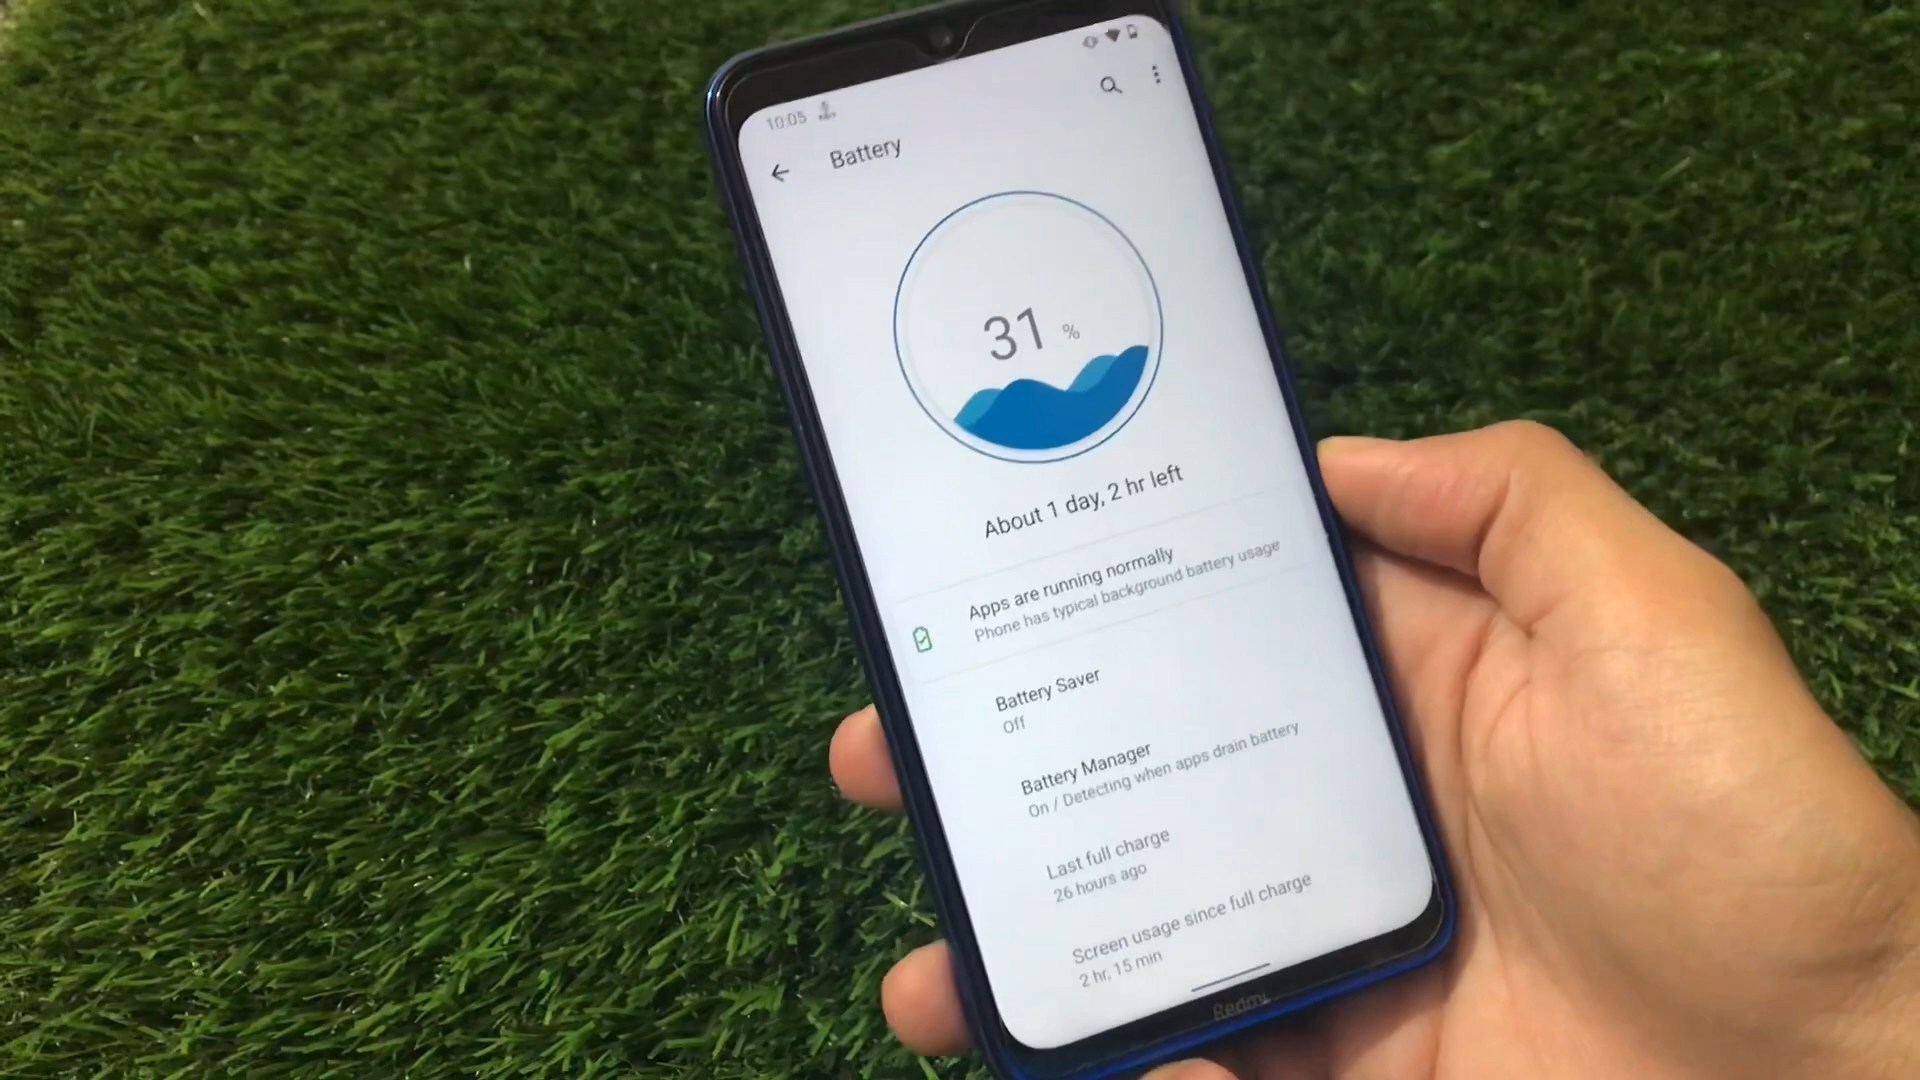 10:05
Battery
31 %
About 1 day, 2 hr left
Apps are running normally
Phone has typical background battery usage
Battery Saver
Off
Battery Manager
On / Detecting when apps drain battery
Last full charge
26 hours ago
Screen usage since full charge
2 hr, 15 min
Redmi